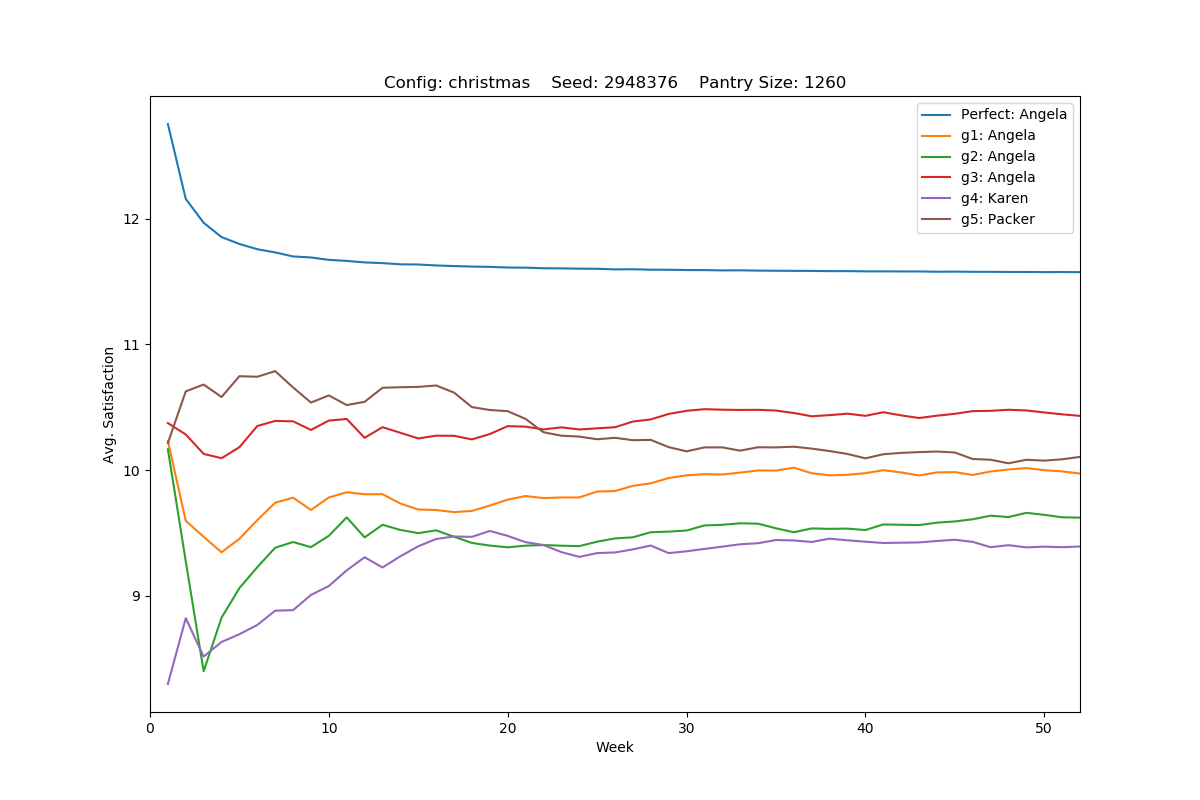 Config: christmas    Seed: 2948376    Pantry Size: 1260
Perfect: Angela
g1: Angela
g2: Angela
g3: Angela
g4: Karen
g5: Packer
12
11
10
9
Avg. Satisfaction
0 10 20 30 40 50
Week